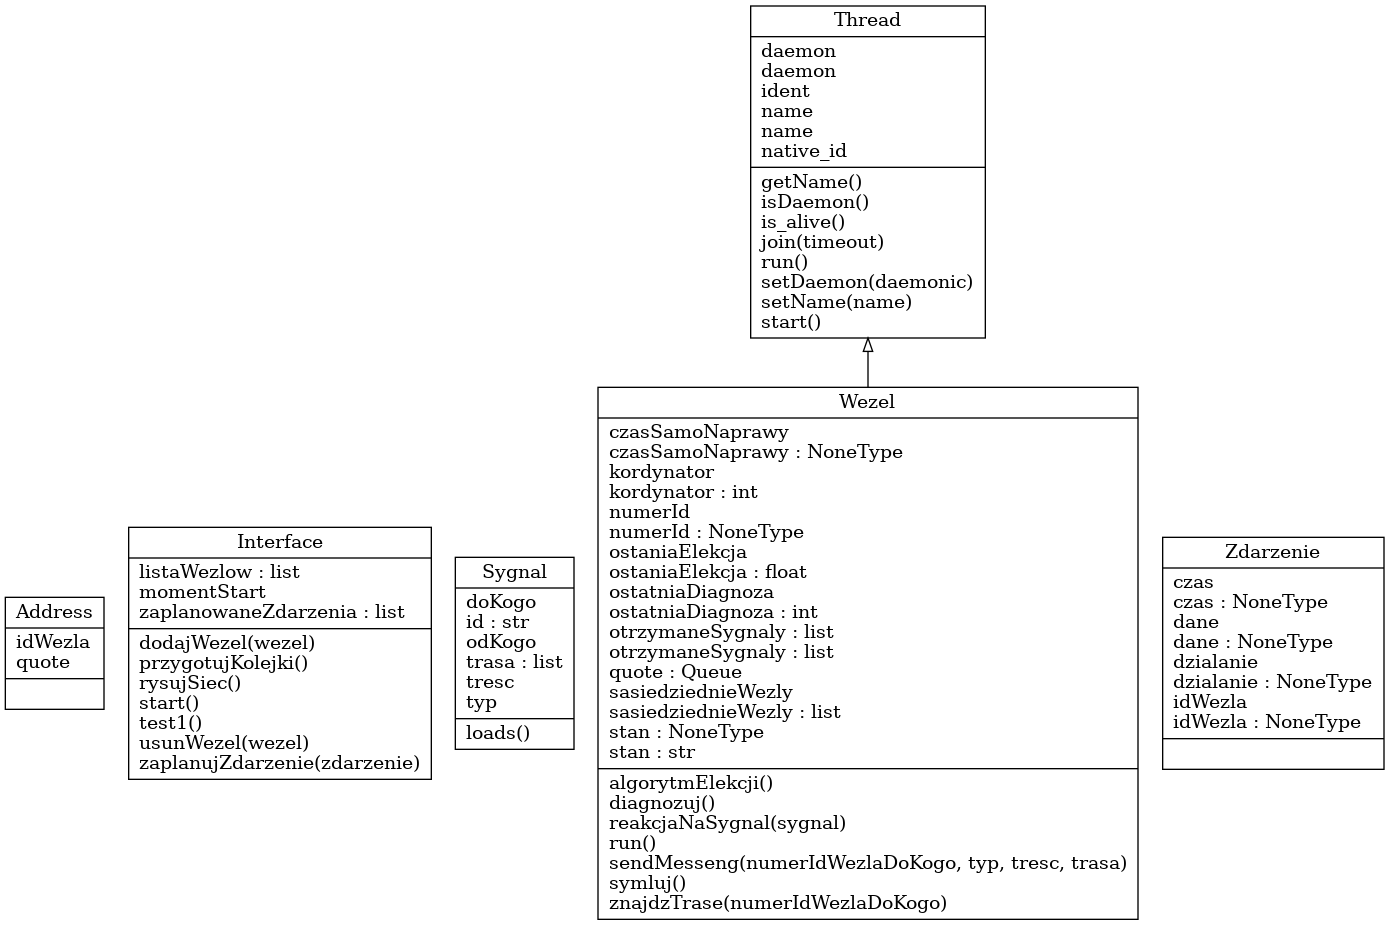 Thread
daemon
daemon
ident
name
name
native_id
getName()
isDaemon()
is_alive()
join(timeout)
run()
setDaemon(daemonic)
setName(name)
start()
Address
idWezla
quote
Interface
listaWezlow : list
momentStart
zaplanowaneZdarzenia : list
dodajWezel(wezel)
przygotujKolejki()
rysujSiec()
start()
test1()
usunWezel(wezel)
zaplanujZdarzenie(zdarzenie)
Sygnal
doKogo
id : str
odKogo
trasa : list
tresc
typ
loads()
Wezel
czasSamoNaprawy
czasSamoNaprawy : NoneType
kordynator
kordynator : int
numerId
numerId : NoneType
ostaniaElekcja
ostaniaElekcja : float
ostatniaDiagnoza
ostatniaDiagnoza : int
otrzymaneSygnaly : list
otrzymaneSygnaly : list
quote : Queue
sasiedziednieWezly
sasiedziednieWezly : list
stan : NoneType
stan : str
algorytmElekcji()
diagnozuj()
reakcjaNaSygnal(sygnal)
run()
sendMesseng(numerIdWezlaDoKogo, typ, tresc, trasa)
symluj()
znajdzTrase(numerIdWezlaDoKogo)
Zdarzenie
czas
czas : NoneType
dane
dane : NoneType
dzialanie
dzialanie : NoneType
idWezla
idWezla : NoneType